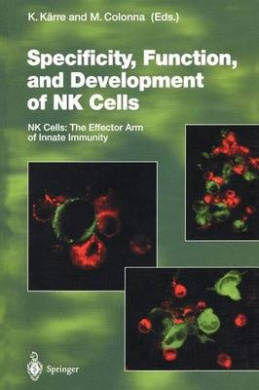 K. Kärre and M. Colonna (Eds.)
Specificity, Function,
and Development
of NK Cells
NK Cells: The Effector Arm
of Innate Immunity
Springer